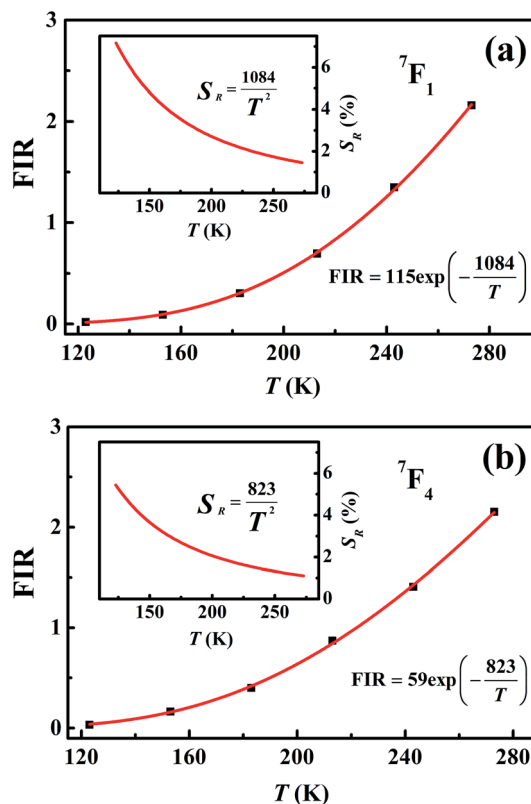 (a)
⁷F₁
FIR
3
2
1
0
120 160 200 240 280
T (K)
S_R = 1084/T²
S_R (%)
6
4
2
0
150 200 250
T (K)
FIR = 115exp(−1084/T)
(b)
⁷F₄
FIR
3
2
1
0
120 160 200 240 280
T (K)
S_R = 823/T²
S_R (%)
6
4
2
0
150 200 250
T (K)
FIR = 59exp(−823/T)